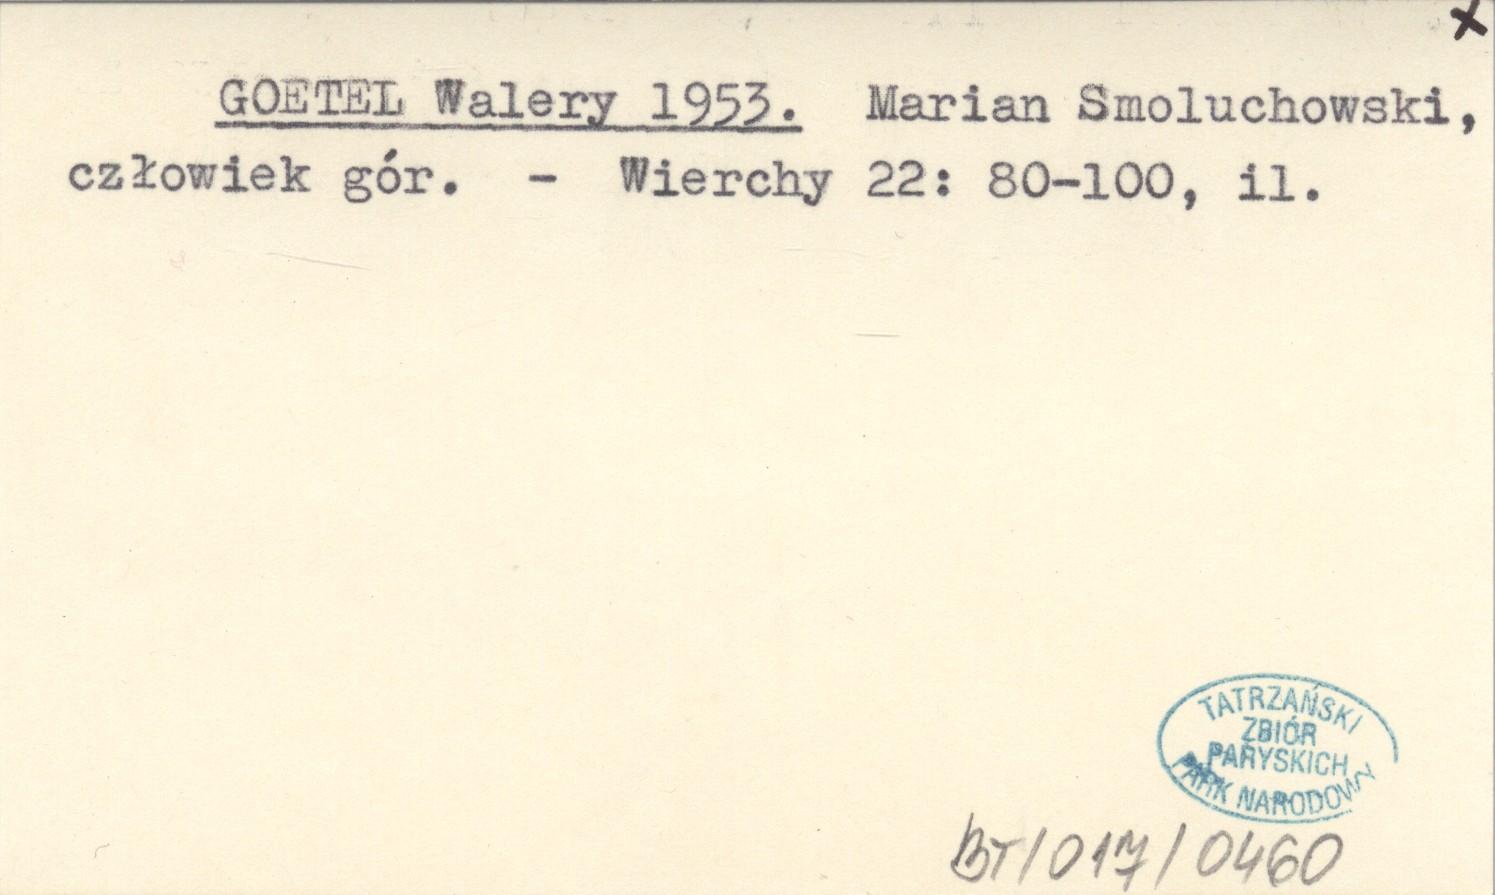 x
GOETEL Walery 1953. Marian Smoluchowski,
człowiek gór. - Wierchy 22: 80-100, il.
TATRZAŃSKI
ZBIÓR
PARYSKICH
PARK NARODOWY
BT/017/0460